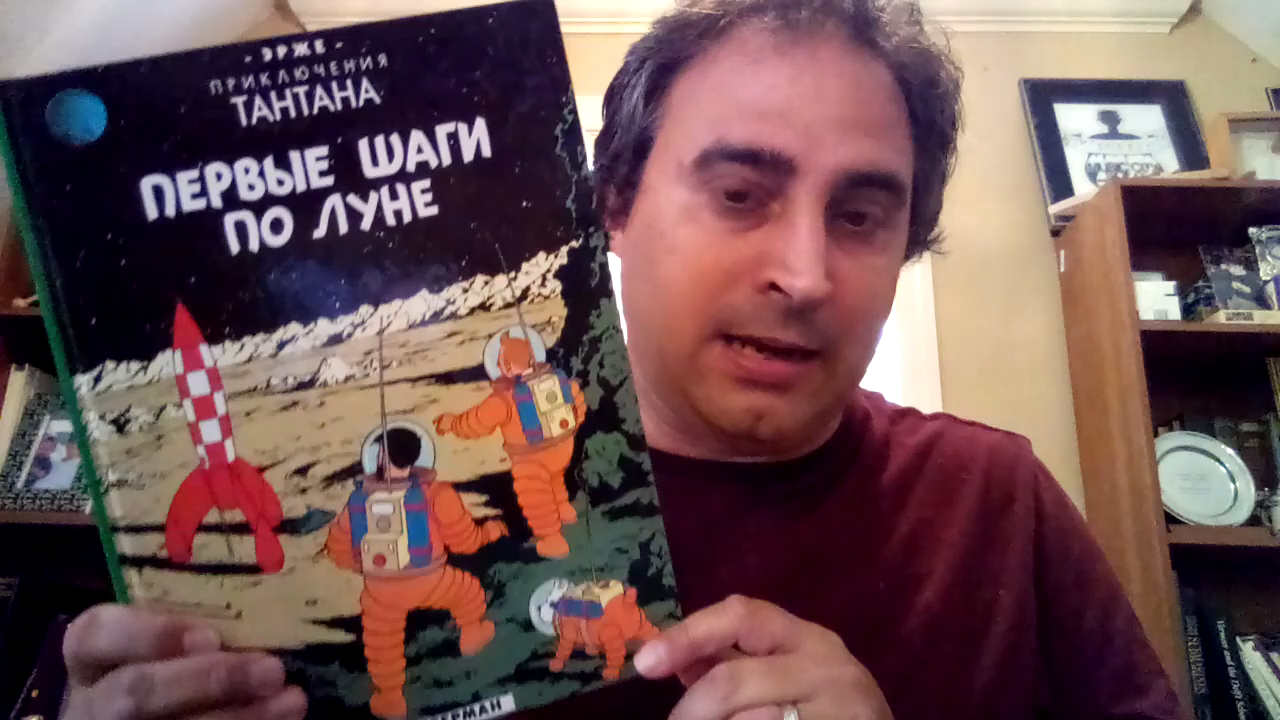 - ЭРЖЕ -
ПРИКЛЮЧЕНИЯ
ТАНТАНА
ПЕРВЫЕ ШАГИ
ПО ЛУНЕ